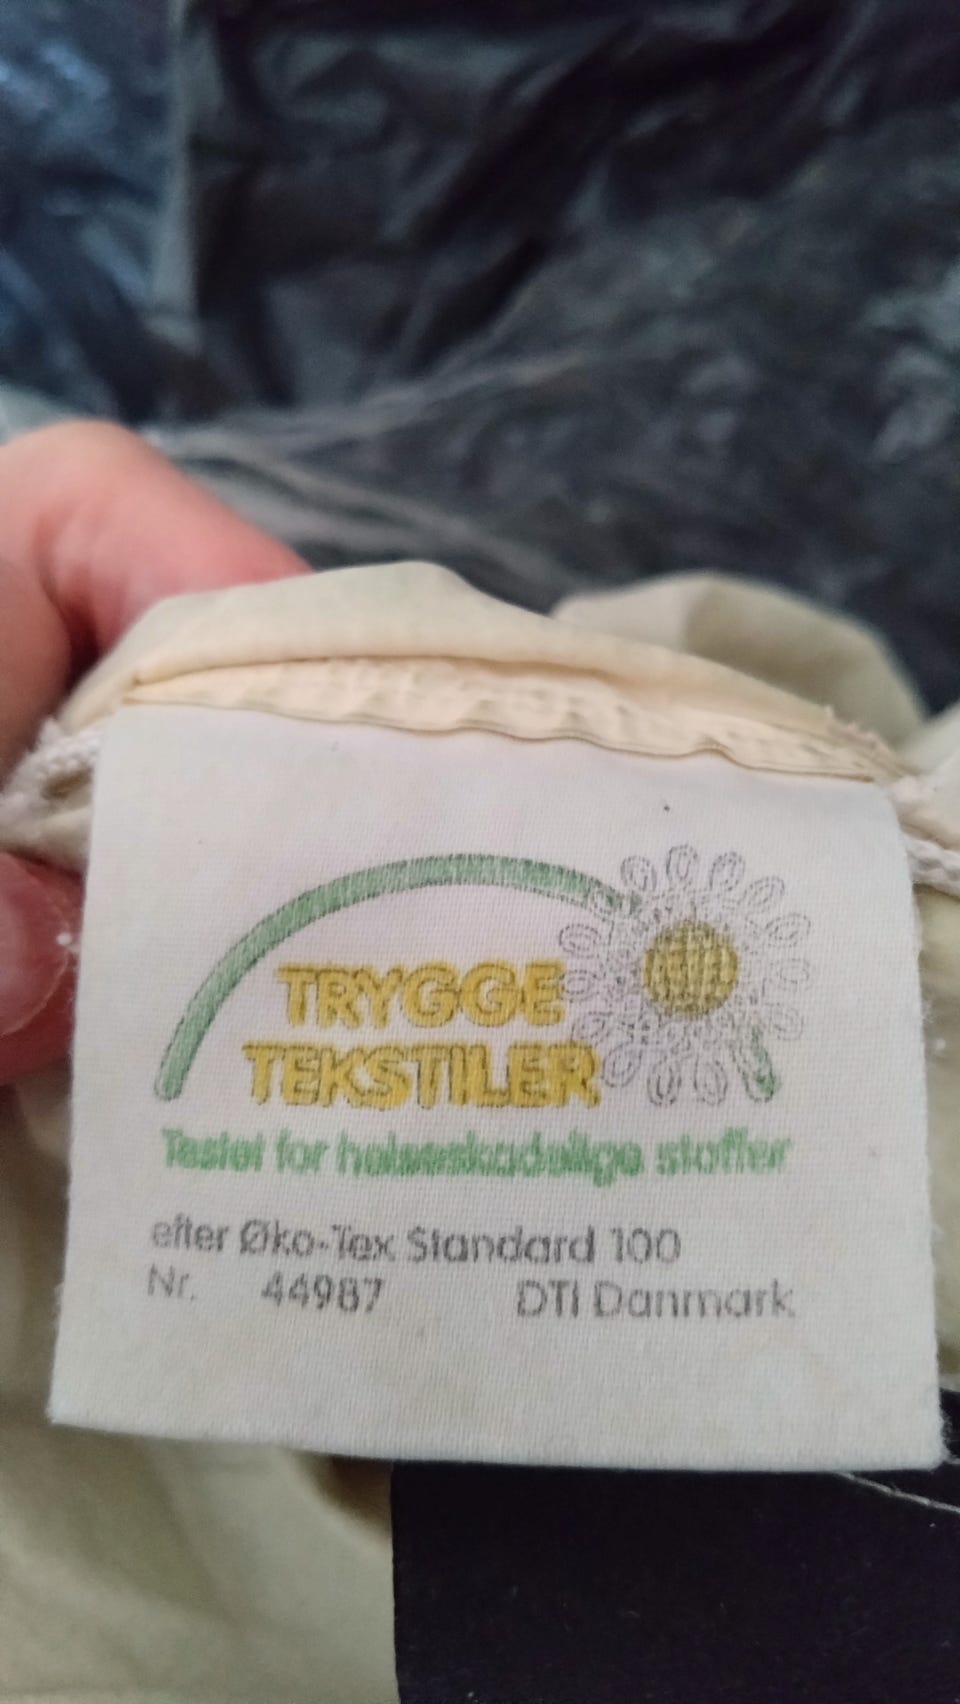 TRYGGE
TEKSTILER
Testet for helseskadelige stoffer
efter Øko-Tex Standard 100
Nr. 44987 DTI Danmark